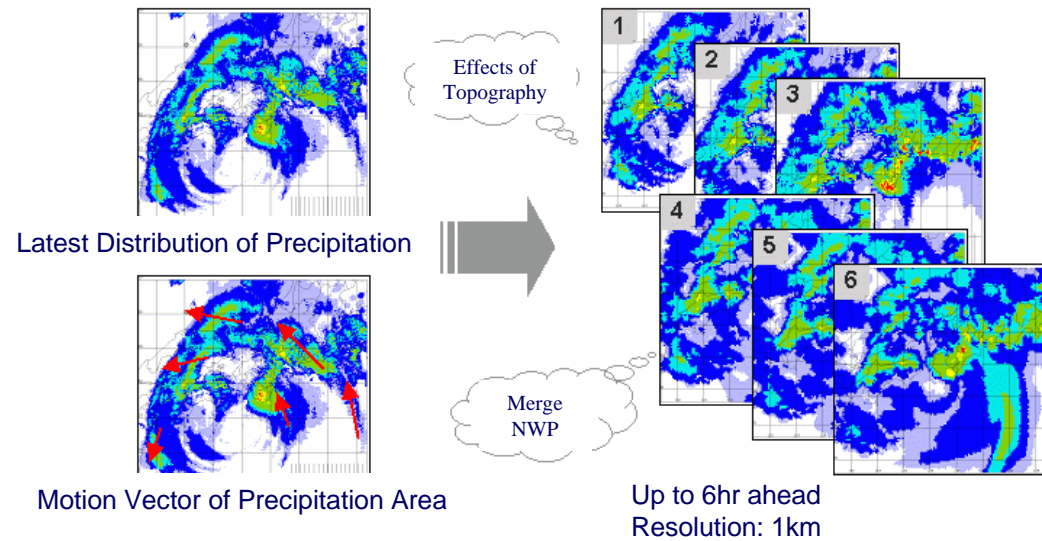 Latest Distribution of Precipitation
Motion Vector of Precipitation Area
Effects of
Topography
Merge
NWP
1
2
3
4
5
6
Up to 6hr ahead
Resolution: 1km